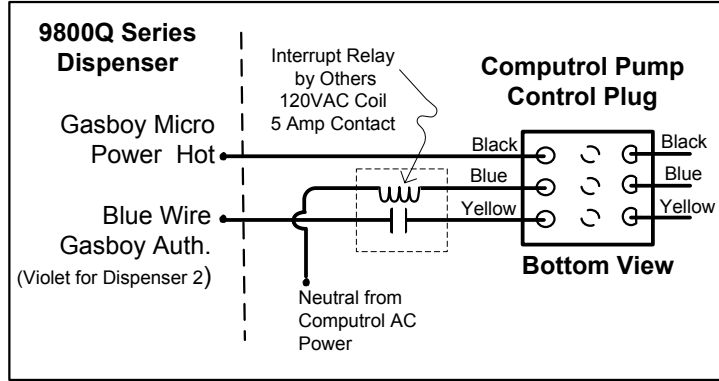 9800Q Series
Dispenser
Interrupt Relay
by Others
120VAC Coil
5 Amp Contact
Computrol Pump
Control Plug
Gasboy Micro
Power Hot
Black
Black
Blue
Blue
Blue Wire
Gasboy Auth.
(Violet for Dispenser 2)
Yellow
Yellow
Bottom View
Neutral from
Computrol AC
Power